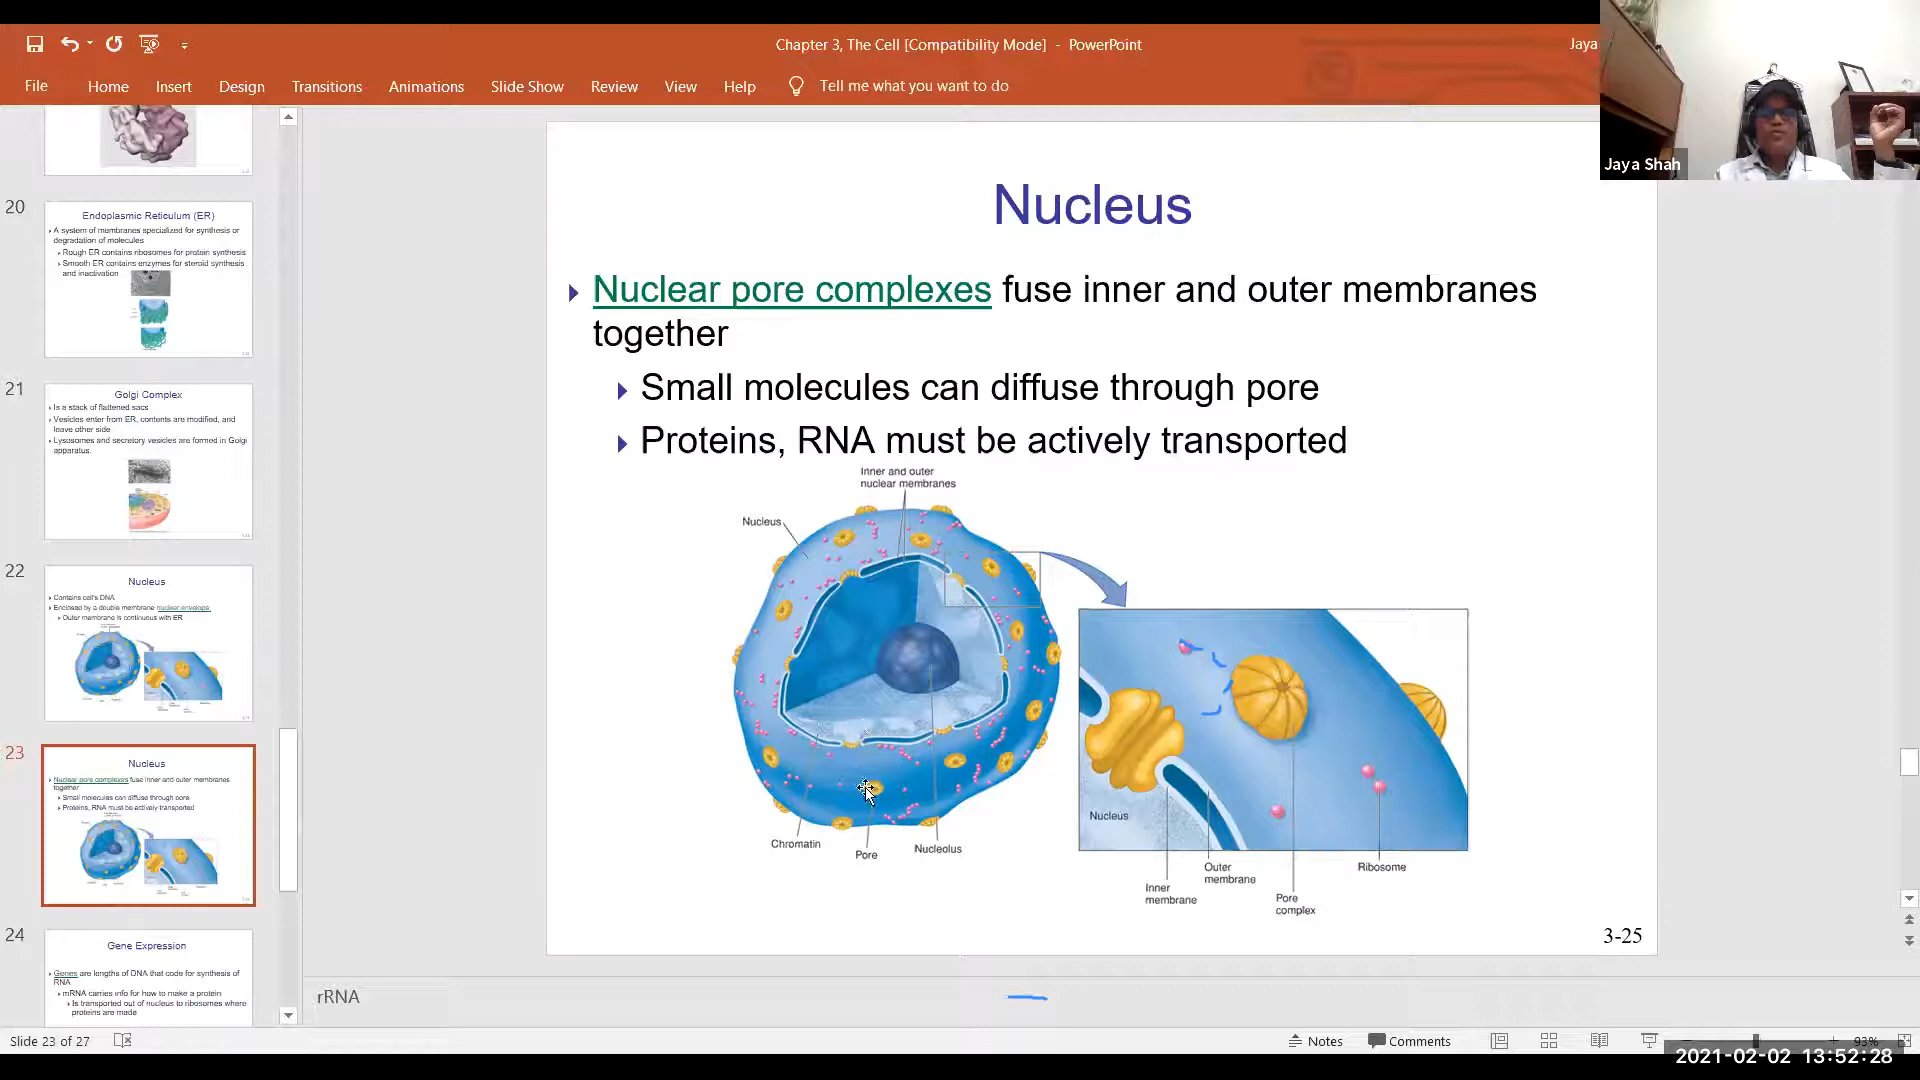 Chapter 3, The Cell [Compatibility Mode] - PowerPoint
Jaya
File Home Insert Design Transitions Animations Slide Show Review View Help Tell me what you want to do
Jaya Shah
20
Endoplasmic Reticulum (ER)
A system of membranes specialized for synthesis or
degradation of molecules
Rough ER contains ribosomes for protein synthesis
Smooth ER contains enzymes for steroid synthesis
and inactivation
21
Golgi Complex
Is a stack of flattened sacs
Vesicles enter from ER, contents are modified, and
leave other side
Lysosomes and secretory vesicles are formed in Golgi
apparatus.
22
Nucleus
Contains cell's DNA
Enclosed by a double membrane nuclear envelope
Outer membrane is continuous with ER
23
Nucleus
Nuclear pore complexes fuse inner and outer membranes
together
Small molecules can diffuse through pore
Proteins, RNA must be actively transported
24
Gene Expression
Genes are lengths of DNA that code for synthesis of
RNA
mRNA carries info for how to make a protein
Is transported out of nucleus to ribosomes where
proteins are made
Nucleus
Nuclear pore complexes fuse inner and outer membranes
together
Small molecules can diffuse through pore
Proteins, RNA must be actively transported
Inner and outer
nuclear membranes
Nucleus
Chromatin
Pore
Nucleolus
Nucleus
Inner
membrane
Outer
membrane
Pore
complex
Ribosome
3-25
rRNA
Slide 23 of 27
Notes
Comments
93%
2021-02-02 13:52:28